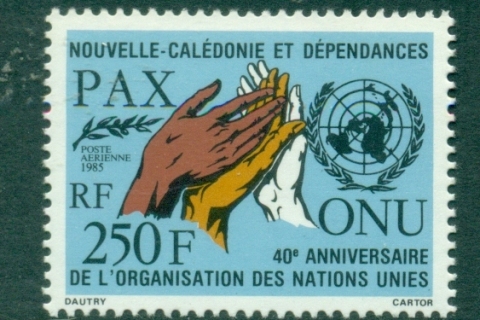 NOUVELLE-CALÉDONIE ET DÉPENDANCES
PAX
POSTE
AERIENNE
1985
RF
ONU
250F
40e ANNIVERSAIRE
DE L'ORGANISATION DES NATIONS UNIES
DAUTRY
CARTOR